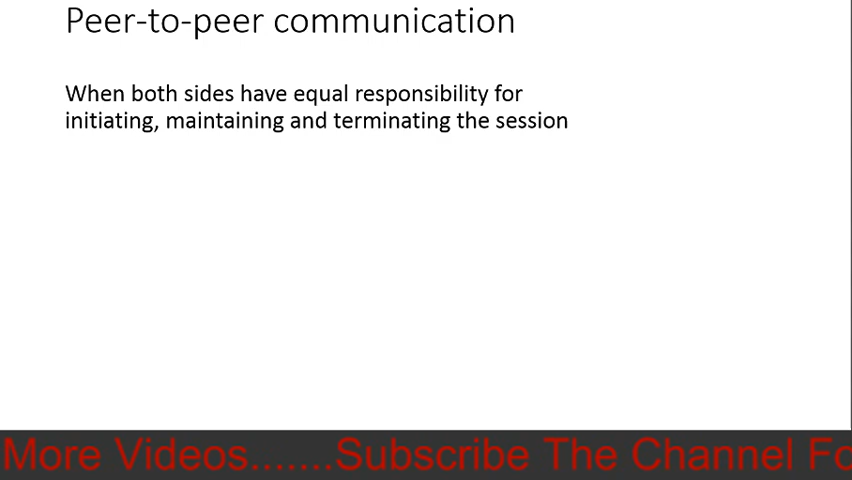 Peer-to-peer communication
When both sides have equal responsibility for
initiating, maintaining and terminating the session
More Videos.......Subscribe The Channel Fo